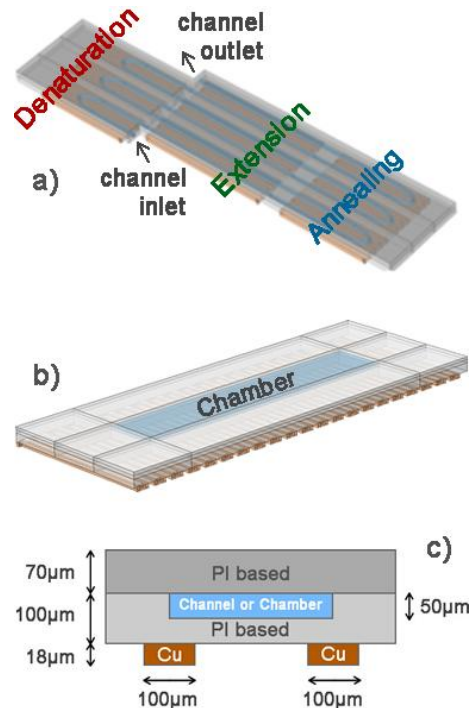 channel
outlet
Denaturation
a)
channel
inlet
Extension
Annealing
b)
Chamber
c)
70µm
PI based
100µm
Channel or Chamber
50µm
PI based
18µm
Cu
Cu
100µm
100µm